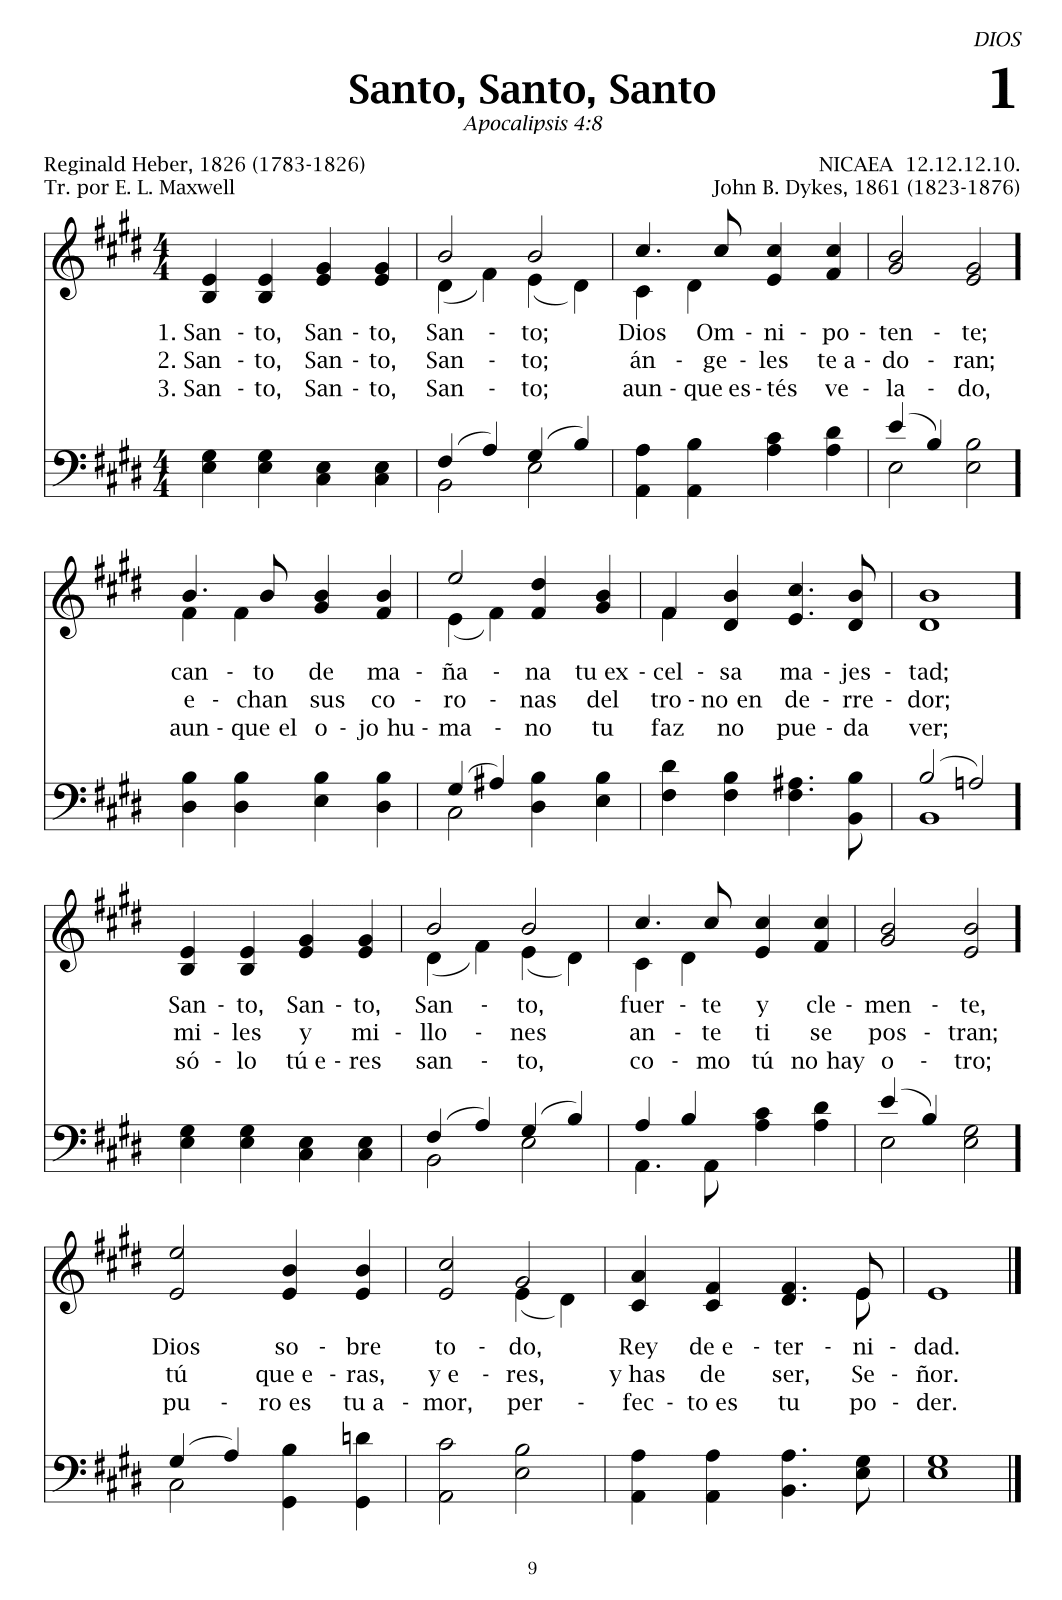 DIOS
Santo, Santo, Santo 1
Apocalipsis 4:8
Reginald Heber, 1826 (1783-1826) NICAEA 12.12.12.10.
Tr. por E. L. Maxwell John B. Dykes, 1861 (1823-1876)
1. San - to, San - to, San - to; Dios Om - ni - po - ten - te;
2. San - to, San - to, San - to; án - ge - les te a - do - ran;
3. San - to, San - to, San - to; aun - que es - tés ve - la - do,
can - to de ma - ña - na tu ex - cel - sa ma - jes - tad;
e - chan sus co - ro - nas del tro - no en de - rre - dor;
aun - que el o - jo hu - ma - no tu faz no pue - da ver;
San - to, San - to, San - to, fuer - te y cle - men - te,
mi - les y mi - llo - nes an - te ti se pos - tran;
só - lo tú e - res san - to, co - mo tú no hay o - tro;
Dios so - bre to - do, Rey de e - ter - ni - dad.
tú que e - ras, y e - res, y has de ser, Se - ñor.
pu - ro es tu a - mor, per - fec - to es tu po - der.
9